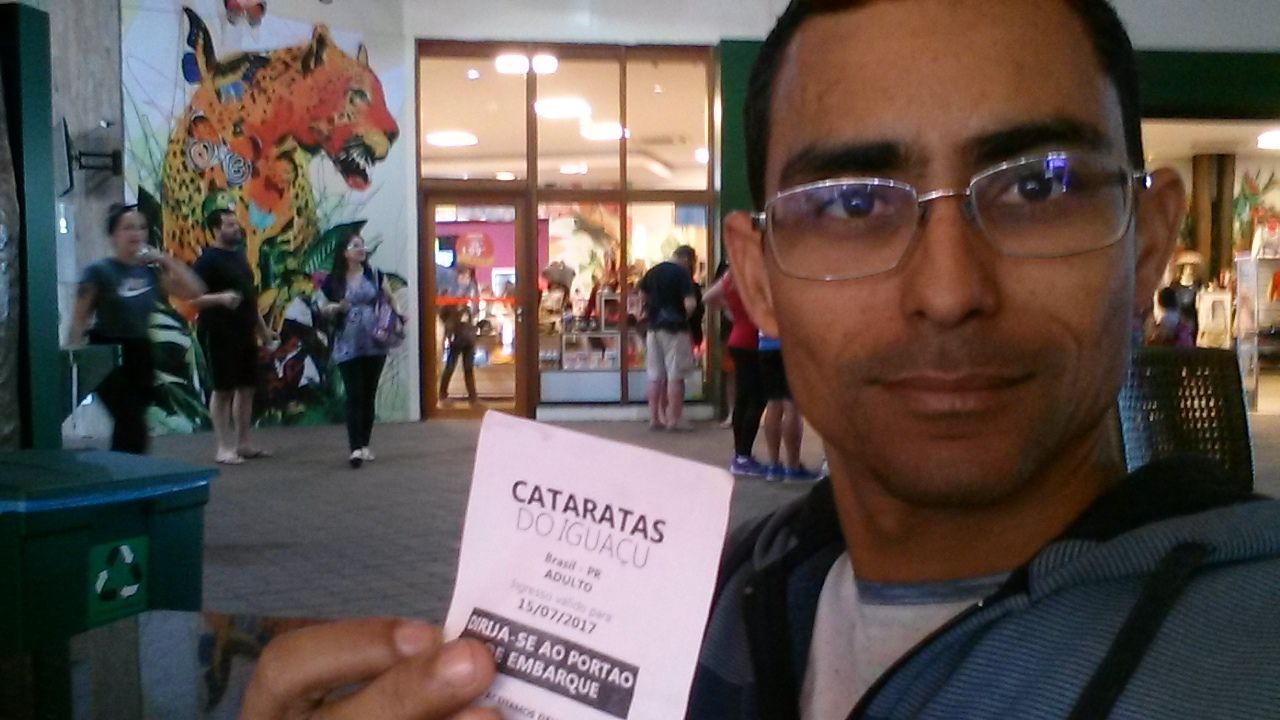 CATARATAS
DO IGUAÇU
Brasil - PR
ADULTO
Ingresso válido para
15/07/2017
DIRIJA-SE AO PORTAO
DE EMBARQUE